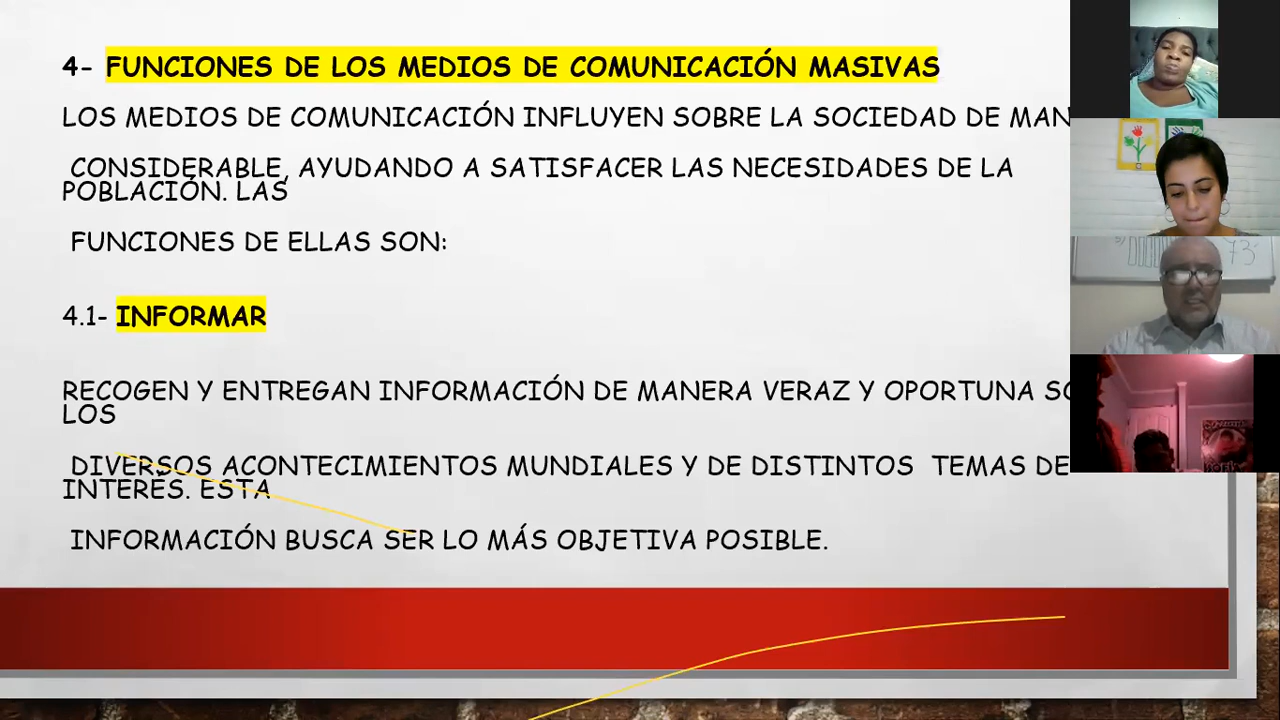 4- FUNCIONES DE LOS MEDIOS DE COMUNICACIÓN MASIVAS
LOS MEDIOS DE COMUNICACIÓN INFLUYEN SOBRE LA SOCIEDAD DE MAN
CONSIDERABLE, AYUDANDO A SATISFACER LAS NECESIDADES DE LA
POBLACIÓN. LAS
FUNCIONES DE ELLAS SON:
4.1- INFORMAR
RECOGEN Y ENTREGAN INFORMACIÓN DE MANERA VERAZ Y OPORTUNA
LOS
DIVERSOS ACONTECIMIENTOS MUNDIALES Y DE DISTINTOS TEMAS DE
INTERÉS. ESTA
INFORMACIÓN BUSCA SER LO MÁS OBJETIVA POSIBLE.
73